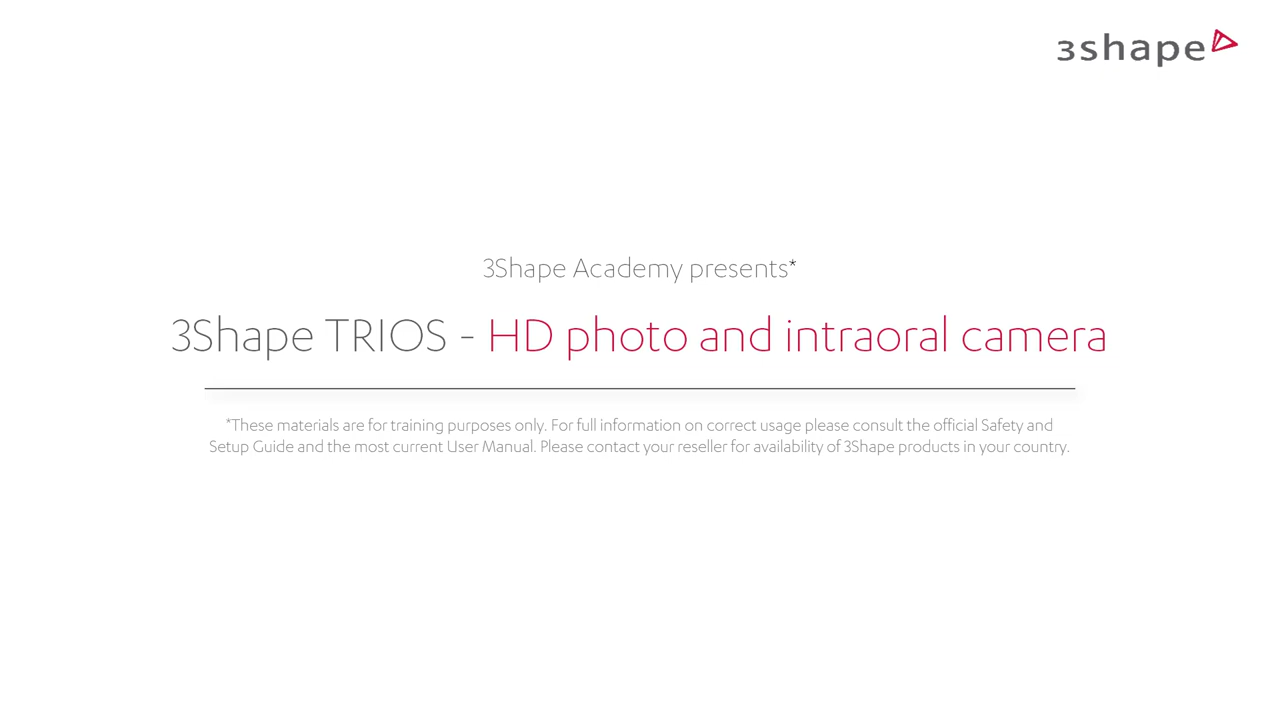 3shape
3Shape Academy presents*
3Shape TRIOS - HD photo and intraoral camera
*These materials are for training purposes only. For full information on correct usage please consult the official Safety and
Setup Guide and the most current User Manual. Please contact your reseller for availability of 3Shape products in your country.